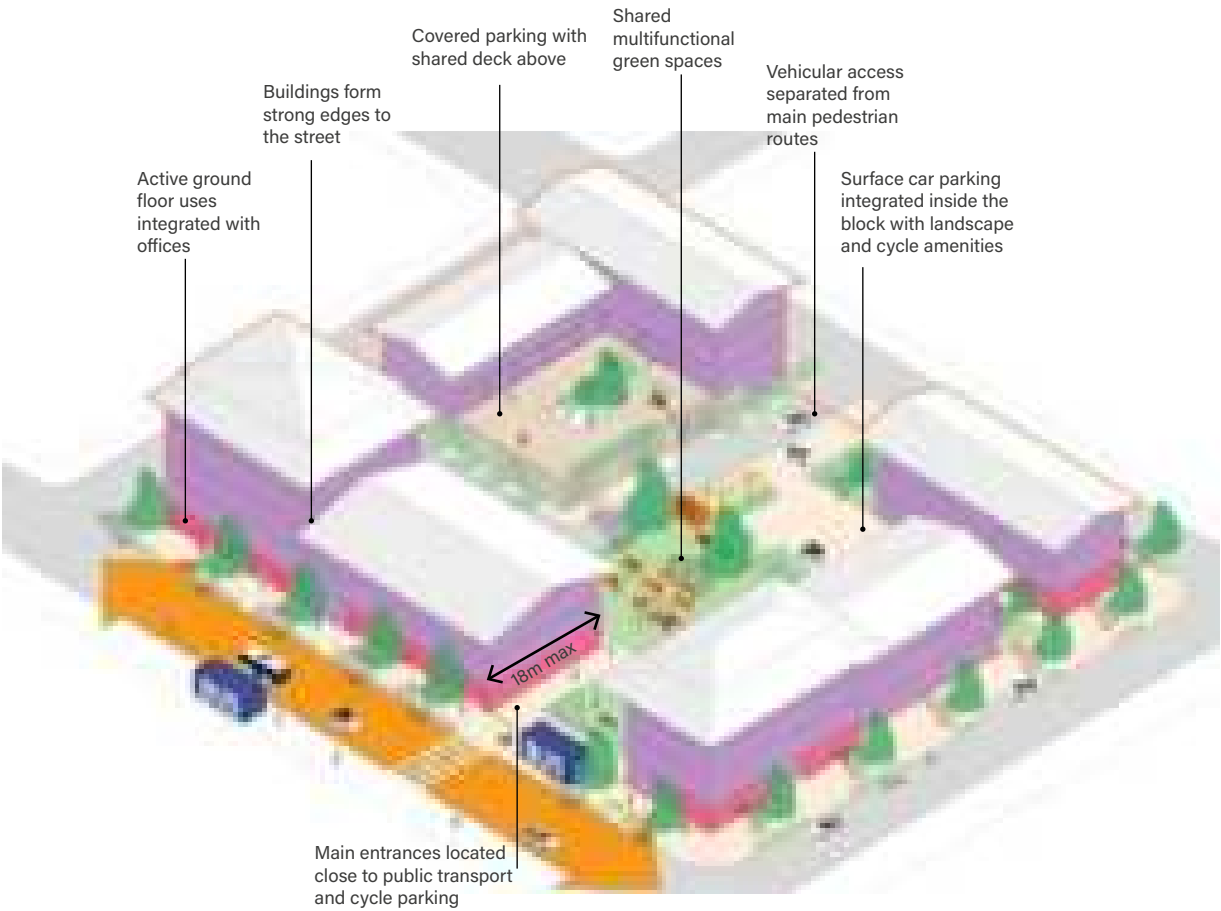 Shared
multifunctional
green spaces
Covered parking with
shared deck above
Vehicular access
separated from
main pedestrian
routes
Buildings form
strong edges to
the street
Active ground
floor uses
integrated with
offices
Surface car parking
integrated inside the
block with landscape
and cycle amenities
18m max
Main entrances located
close to public transport
and cycle parking